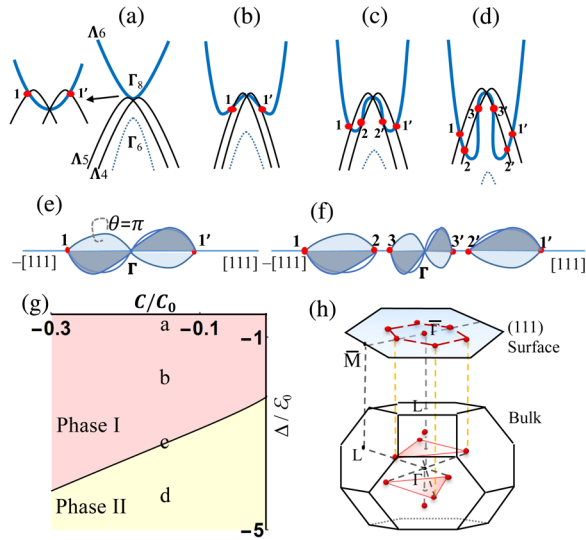 (a)
(b)
(c)
(d)
Λ6
Γ8
1
1′
Λ5
Λ4
Γ6
1
1′
1
2
2′
1′
3
3′
1
1′
2
2′
(e)
θ=π
1
1′
Γ
−[111]
[111]
(f)
1
2
3
3′
2′
1′
Γ
−[111]
[111]
(g)
C/C0
−0.3
−0.1
a
−1
b
Phase I
c
Δ/ℰ0
Phase II
d
−5
(h)
Γ̄
M̄
(111)
Surface
L
Bulk
L
Γ